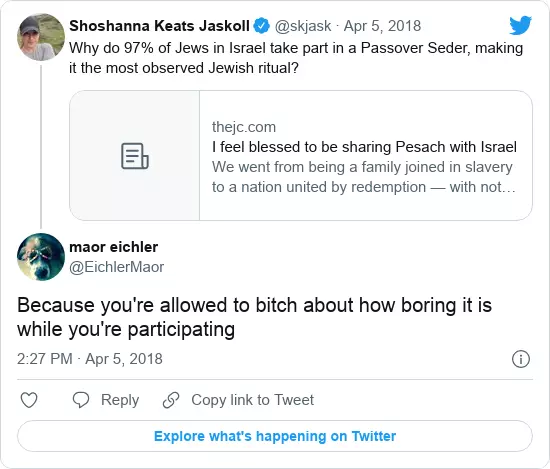 Shoshanna Keats Jaskoll @skjask · Apr 5, 2018
Why do 97% of Jews in Israel take part in a Passover Seder, making
it the most observed Jewish ritual?
thejc.com
I feel blessed to be sharing Pesach with Israel
We went from being a family joined in slavery
to a nation united by redemption — with not…
maor eichler
@EichlerMaor
Because you're allowed to bitch about how boring it is
while you're participating
2:27 PM · Apr 5, 2018
Reply
Copy link to Tweet
Explore what's happening on Twitter